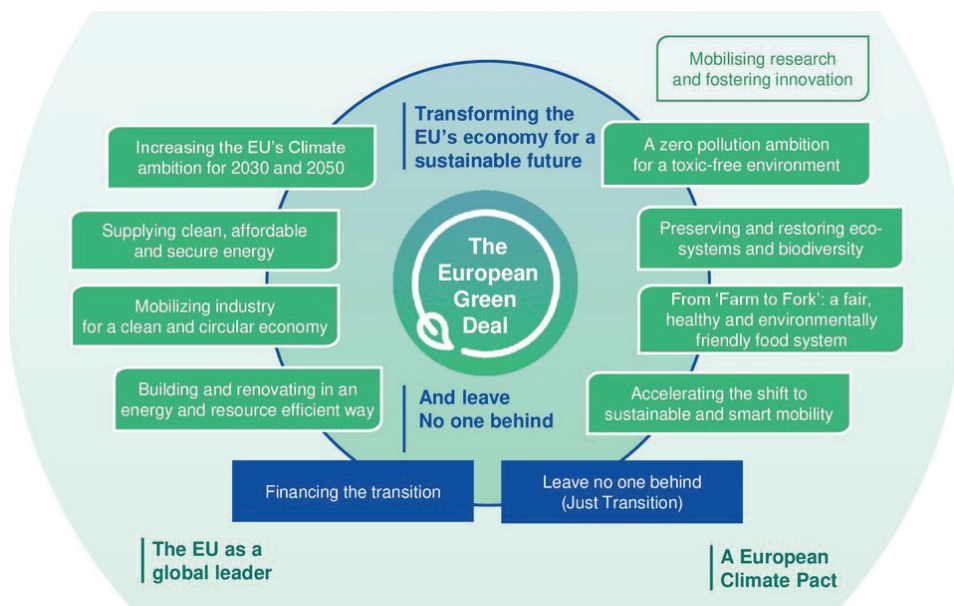 Mobilising research
and fostering innovation
Transforming the
EU's economy for a
sustainable future
Increasing the EU's Climate
ambition for 2030 and 2050
A zero pollution ambition
for a toxic-free environment
Supplying clean, affordable
and secure energy
Preserving and restoring eco-
systems and biodiversity
The
European
Green
Deal
Mobilizing industry
for a clean and circular economy
From ‘Farm to Fork’: a fair,
healthy and environmentally
friendly food system
Building and renovating in an
energy and resource efficient way
And leave
No one behind
Accelerating the shift to
sustainable and smart mobility
Financing the transition
Leave no one behind
(Just Transition)
The EU as a
global leader
A European
Climate Pact